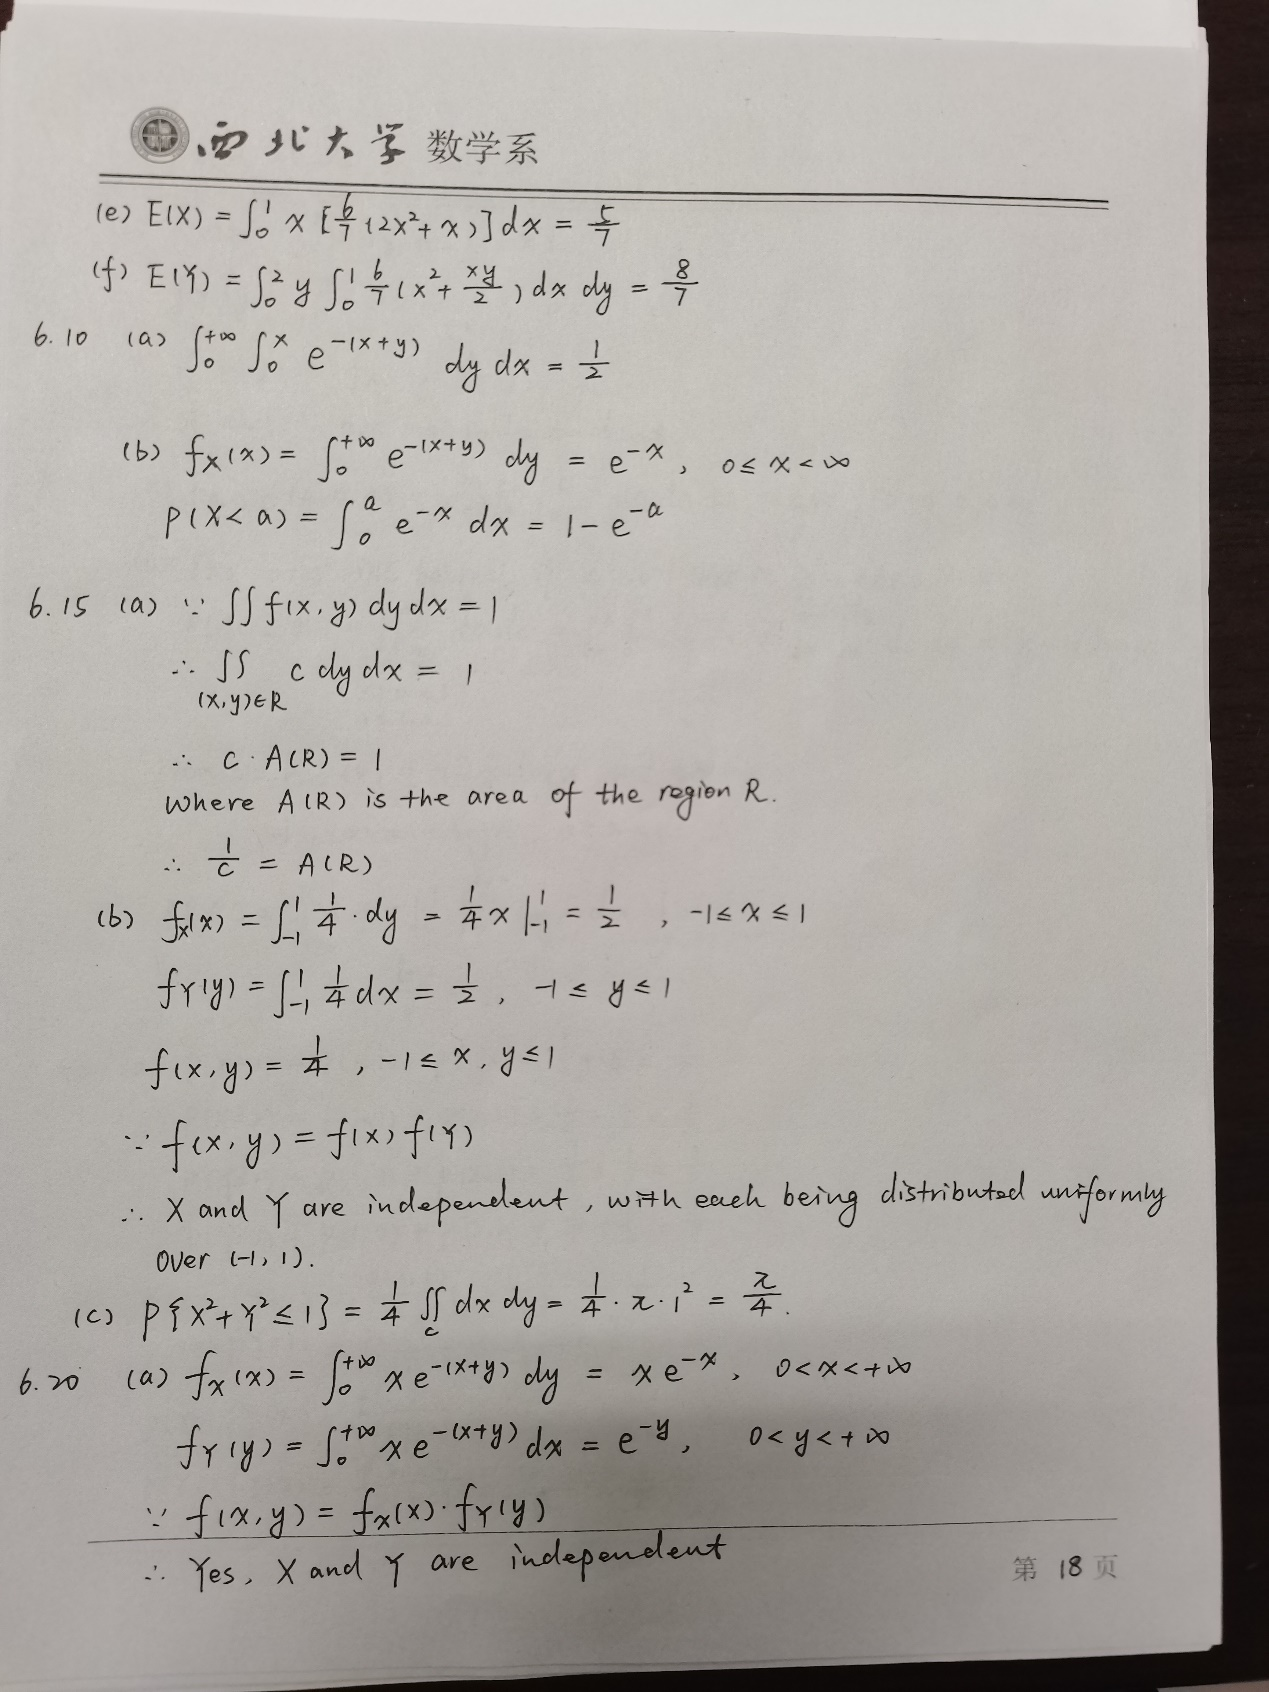 西北大学 数学系
(e) E(X) = ∫₀¹ x [6/7 (2x²+x)] dx = 5/7
(f) E(Y) = ∫₀² y ∫₀¹ 6/7 (x² + xy/2) dx dy = 8/7
6.10 (a) ∫₀^{+∞} ∫₀^x e^{-(x+y)} dy dx = 1/2
(b) f_X(x) = ∫₀^{+∞} e^{-(x+y)} dy = e^{-x}, 0≤x<∞
P(X<a) = ∫₀^a e^{-x} dx = 1-e^{-a}
6.15 (a) ∵ ∬ f(x,y) dy dx = 1
∴ ∬ c dy dx = 1
(x,y)∈R
∴ c·A(R) = 1
where A(R) is the area of the region R.
∴ 1/c = A(R)
(b) f_X(x) = ∫₋₁¹ 1/4·dy = 1/4 x |₋₁¹ = 1/2, -1≤x≤1
f_Y(y) = ∫₋₁¹ 1/4 dx = 1/2, -1≤y≤1
f(x,y) = 1/4, -1≤x,y≤1
∵ f(x,y) = f(x) f(Y)
∴ X and Y are independent, with each being distributed uniformly
over (-1,1).
(c) P{X²+Y²≤1} = 1/4 ∬_c dx dy = 1/4·π·1² = π/4.
6.20 (a) f_X(x) = ∫₀^{+∞} xe^{-(x+y)} dy = xe^{-x}, 0<x<+∞
f_Y(y) = ∫₀^{+∞} xe^{-(x+y)} dx = e^{-y}, 0<y<+∞
∵ f(x,y) = f_X(x)·f_Y(y)
∴ Yes, X and Y are independent
第 18 页